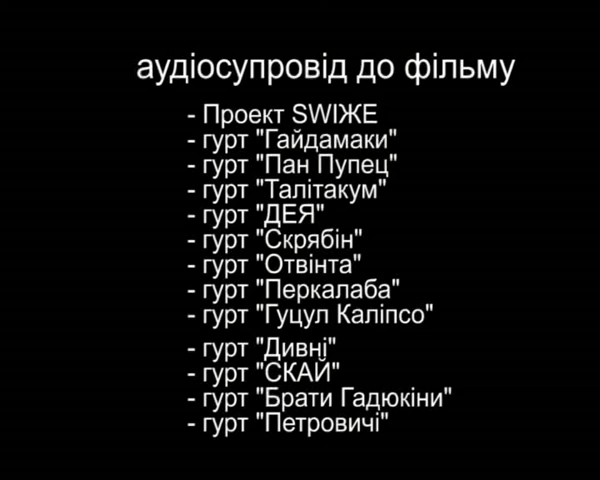 аудіосупровід до фільму
- Проект SWIЖЕ
- гурт "Гайдамаки"
- гурт "Пан Пупец"
- гурт "Талітакум"
- гурт "ДЕЯ"
- гурт "Скрябін"
- гурт "Отвінта"
- гурт "Перкалаба"
- гурт "Гуцул Каліпсо"
- гурт "Дивні"
- гурт "СКАЙ"
- гурт "Брати Гадюкіни"
- гурт "Петровичі"